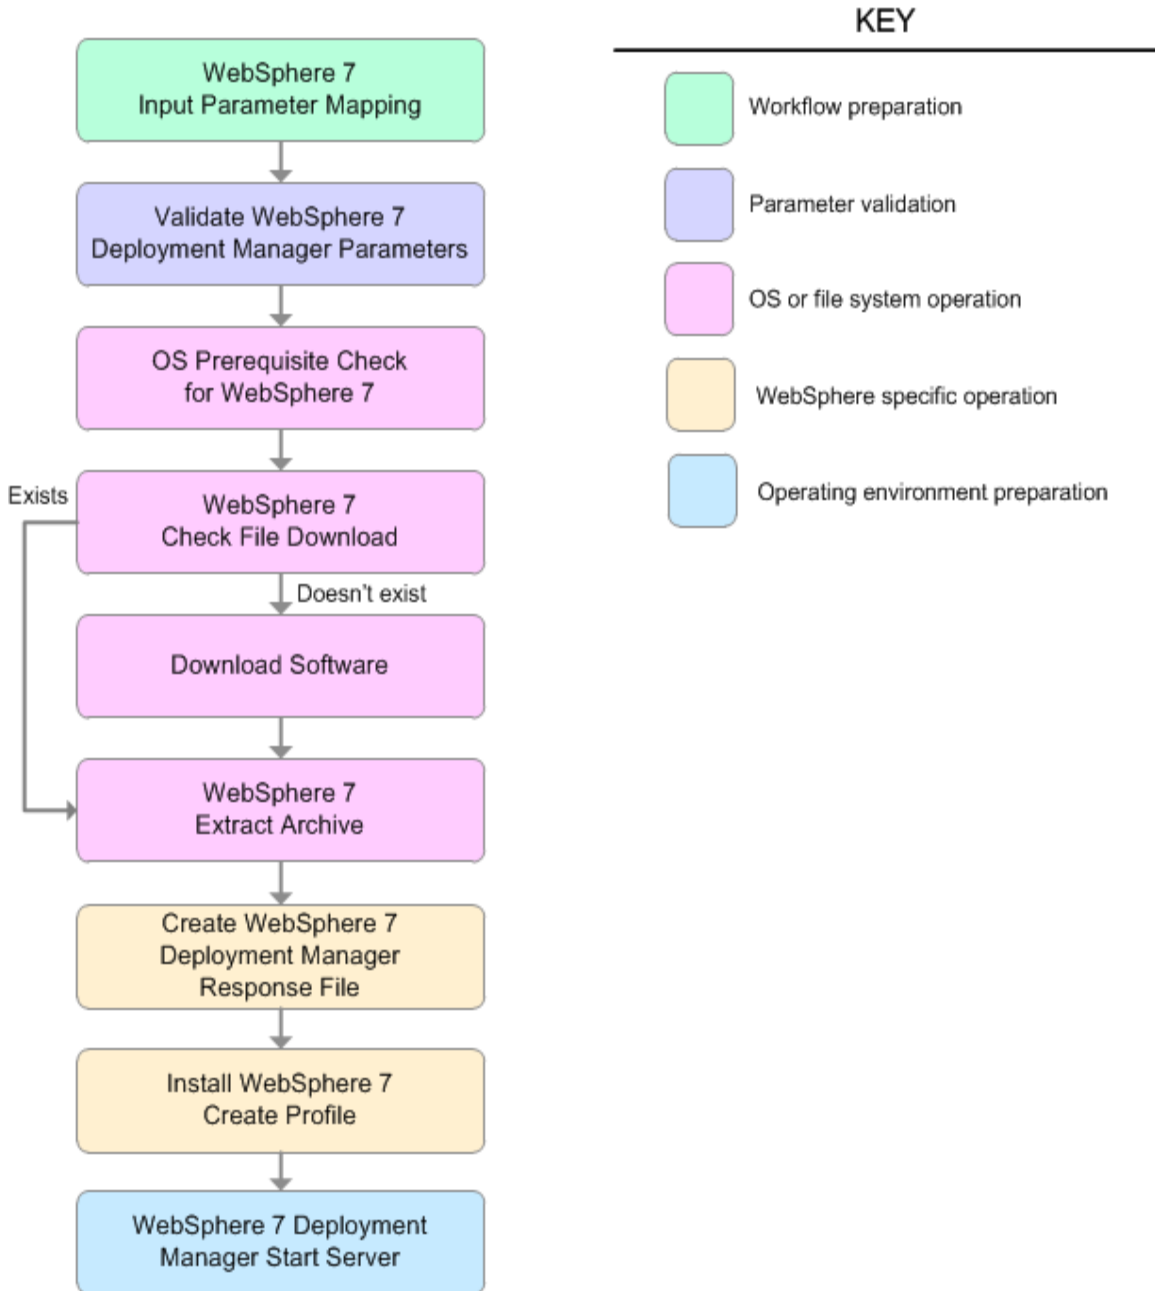 KEY
WebSphere 7
Input Parameter Mapping
Workflow preparation
Validate WebSphere 7
Deployment Manager Parameters
Parameter validation
OS Prerequisite Check
for WebSphere 7
OS or file system operation
WebSphere specific operation
Exists
WebSphere 7
Check File Download
Operating environment preparation
Doesn't exist
Download Software
WebSphere 7
Extract Archive
Create WebSphere 7
Deployment Manager
Response File
Install WebSphere 7
Create Profile
WebSphere 7 Deployment
Manager Start Server